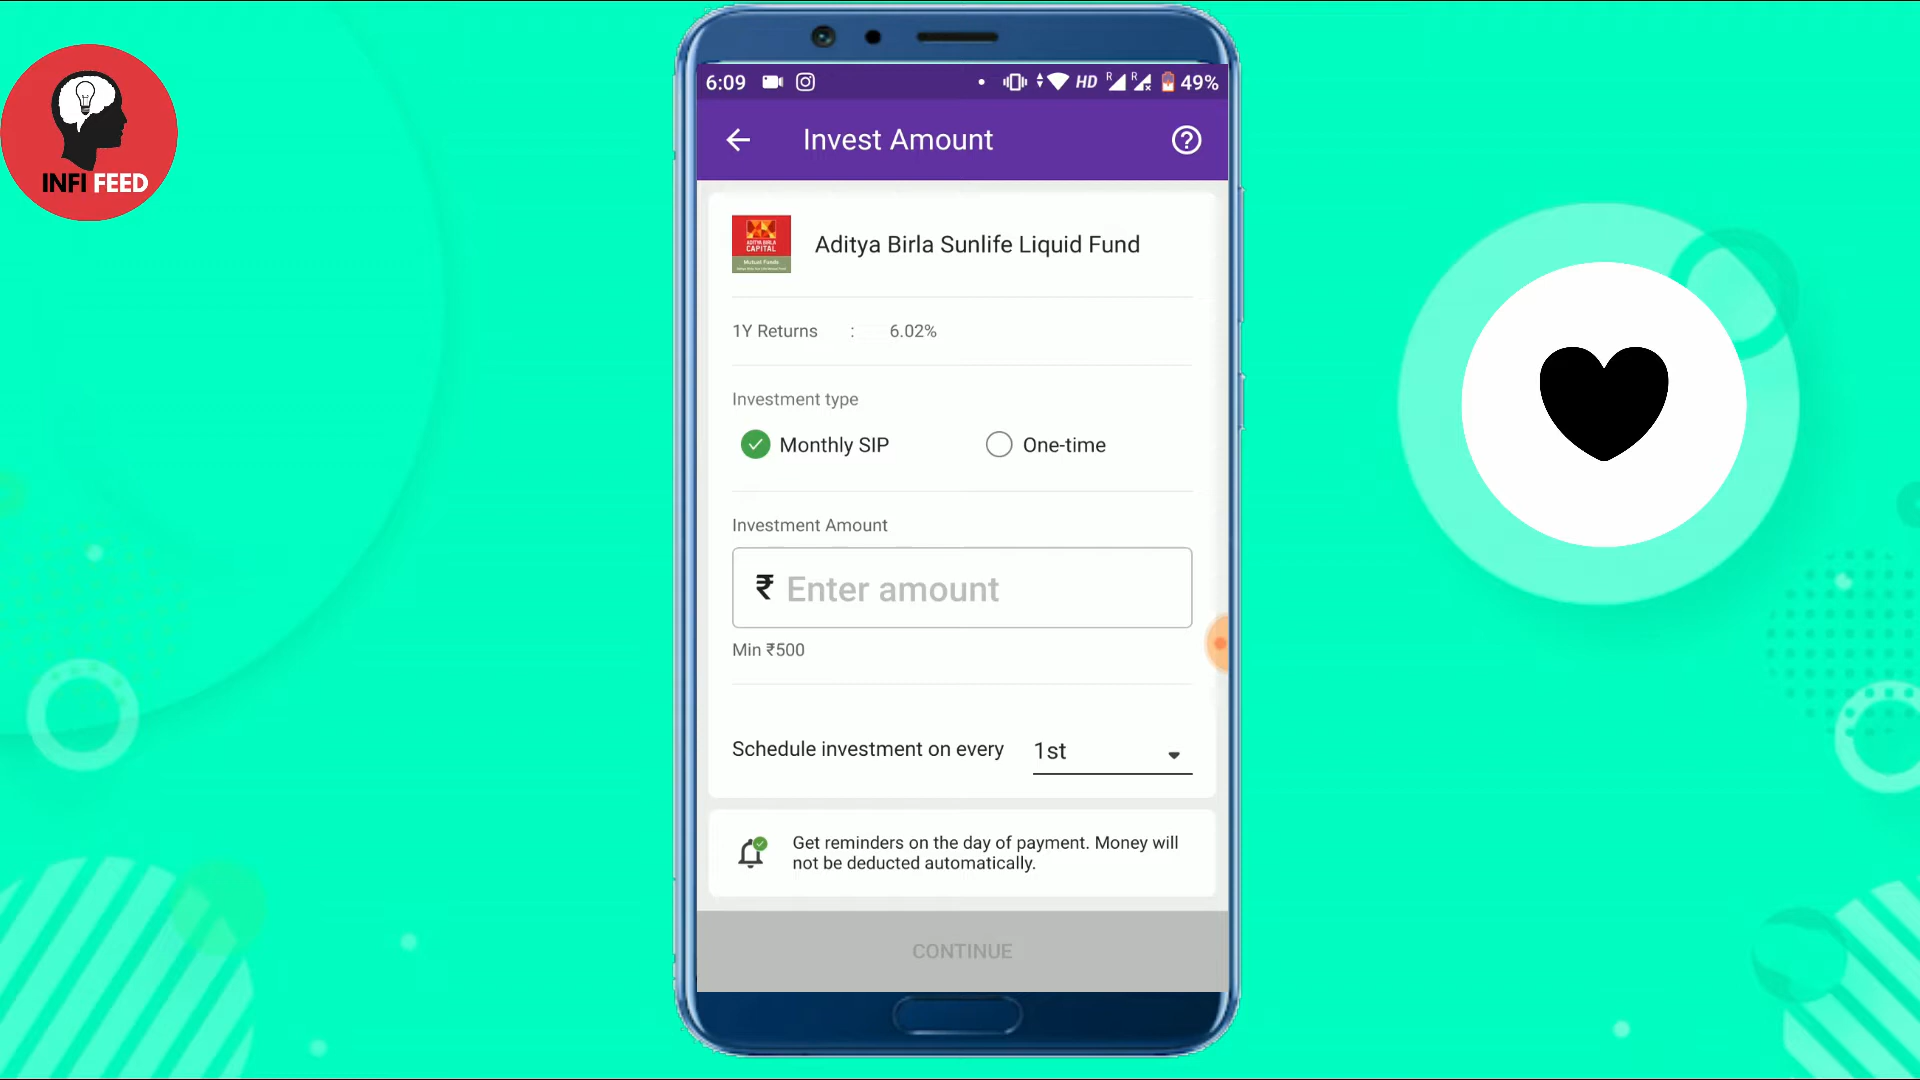 INFI FEED
6:09
HD R R 49%
Invest Amount
ADITYA BIRLA
CAPITAL
Mutual Funds
Aditya Birla Sunlife Liquid Fund
1Y Returns : 6.02%
Investment type
Monthly SIP One-time
Investment Amount
₹ Enter amount
Min ₹500
Schedule investment on every 1st
Get reminders on the day of payment. Money will
not be deducted automatically.
CONTINUE